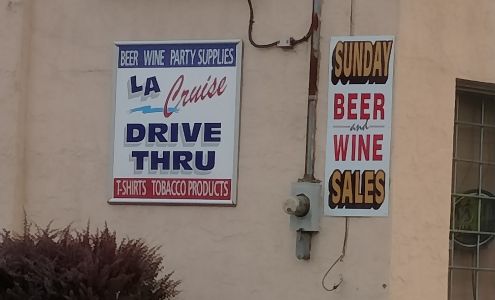 BEER WINE PARTY SUPPLIES
LA Cruise
DRIVE
THRU
T-SHIRTS TOBACCO PRODUCTS
SUNDAY
BEER
and
WINE
SALES